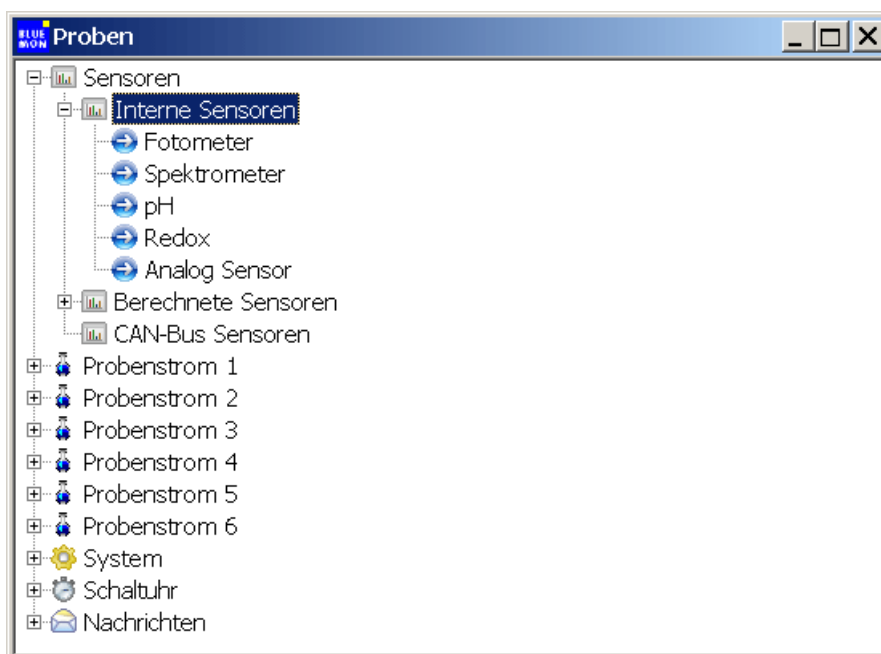 BLUE
MON
Proben
Sensoren
Interne Sensoren
Fotometer
Spektrometer
pH
Redox
Analog Sensor
Berechnete Sensoren
CAN-Bus Sensoren
Probenstrom 1
Probenstrom 2
Probenstrom 3
Probenstrom 4
Probenstrom 5
Probenstrom 6
System
Schaltuhr
Nachrichten